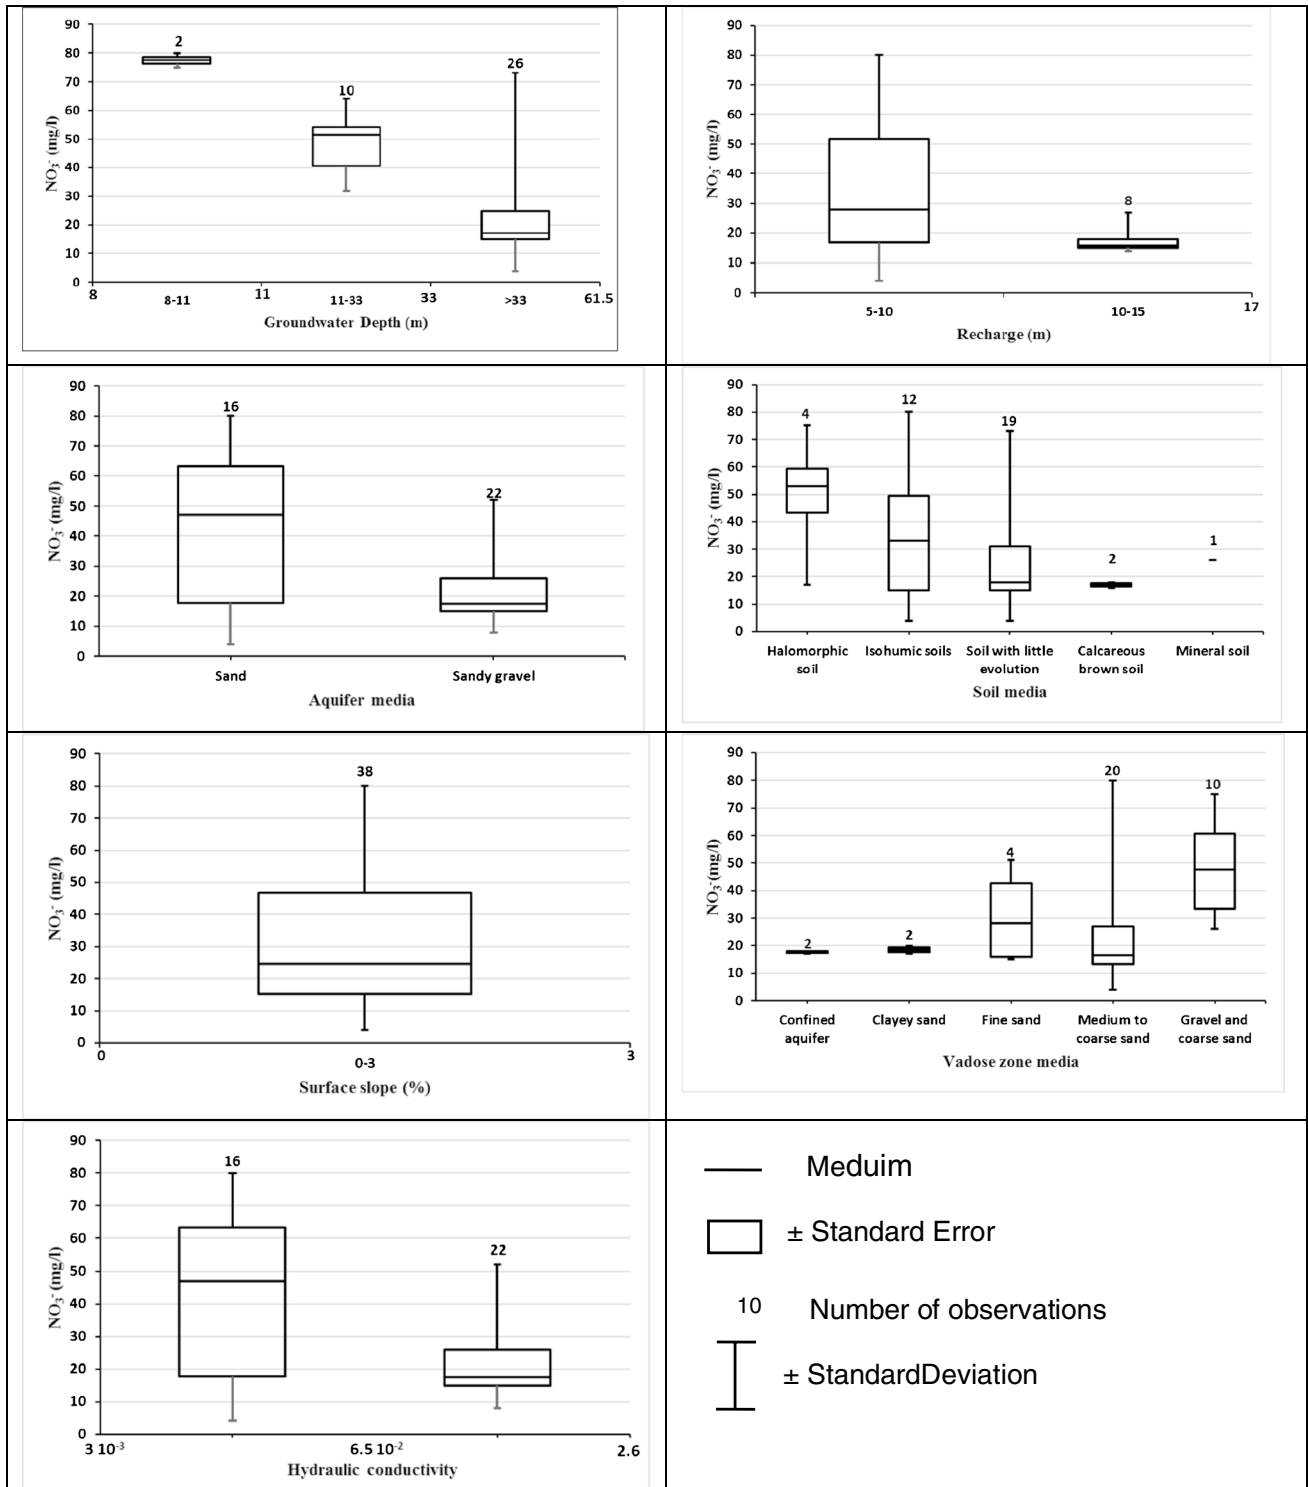 90
80
70
60
50
40
30
20
10
0
NO₃⁻ (mg/l)
2
10
26
8
8-11
11
11-33
33
>33
61.5
Groundwater Depth (m)
90
80
70
60
50
40
30
20
10
0
NO₃⁻ (mg/l)
8
5-10
10-15
17
Recharge (m)
90
80
70
60
50
40
30
20
10
0
NO₃⁻ (mg/l)
16
22
Sand
Sandy gravel
Aquifer media
90
80
70
60
50
40
30
20
10
0
NO₃⁻ (mg/l)
4
12
19
2
1
Halomorphic
soil
Isohumic soils
Soil with little
evolution
Calcareous
brown soil
Mineral soil
Soil media
90
80
70
60
50
40
30
20
10
0
NO₃⁻ (mg/l)
38
0
0-3
3
Surface slope (%)
90
80
70
60
50
40
30
20
10
0
NO₃⁻(mg/l)
2
2
4
20
10
Confined
aquifer
Clayey sand
Fine sand
Medium to
coarse sand
Gravel and
coarse sand
Vadose zone media
90
80
70
60
50
40
30
20
10
0
NO₃⁻ (mg/l)
16
22
3 10⁻³
6.5 10⁻²
2.6
Hydraulic conductivity
Meduim
± Standard Error
10 Number of observations
± StandardDeviation